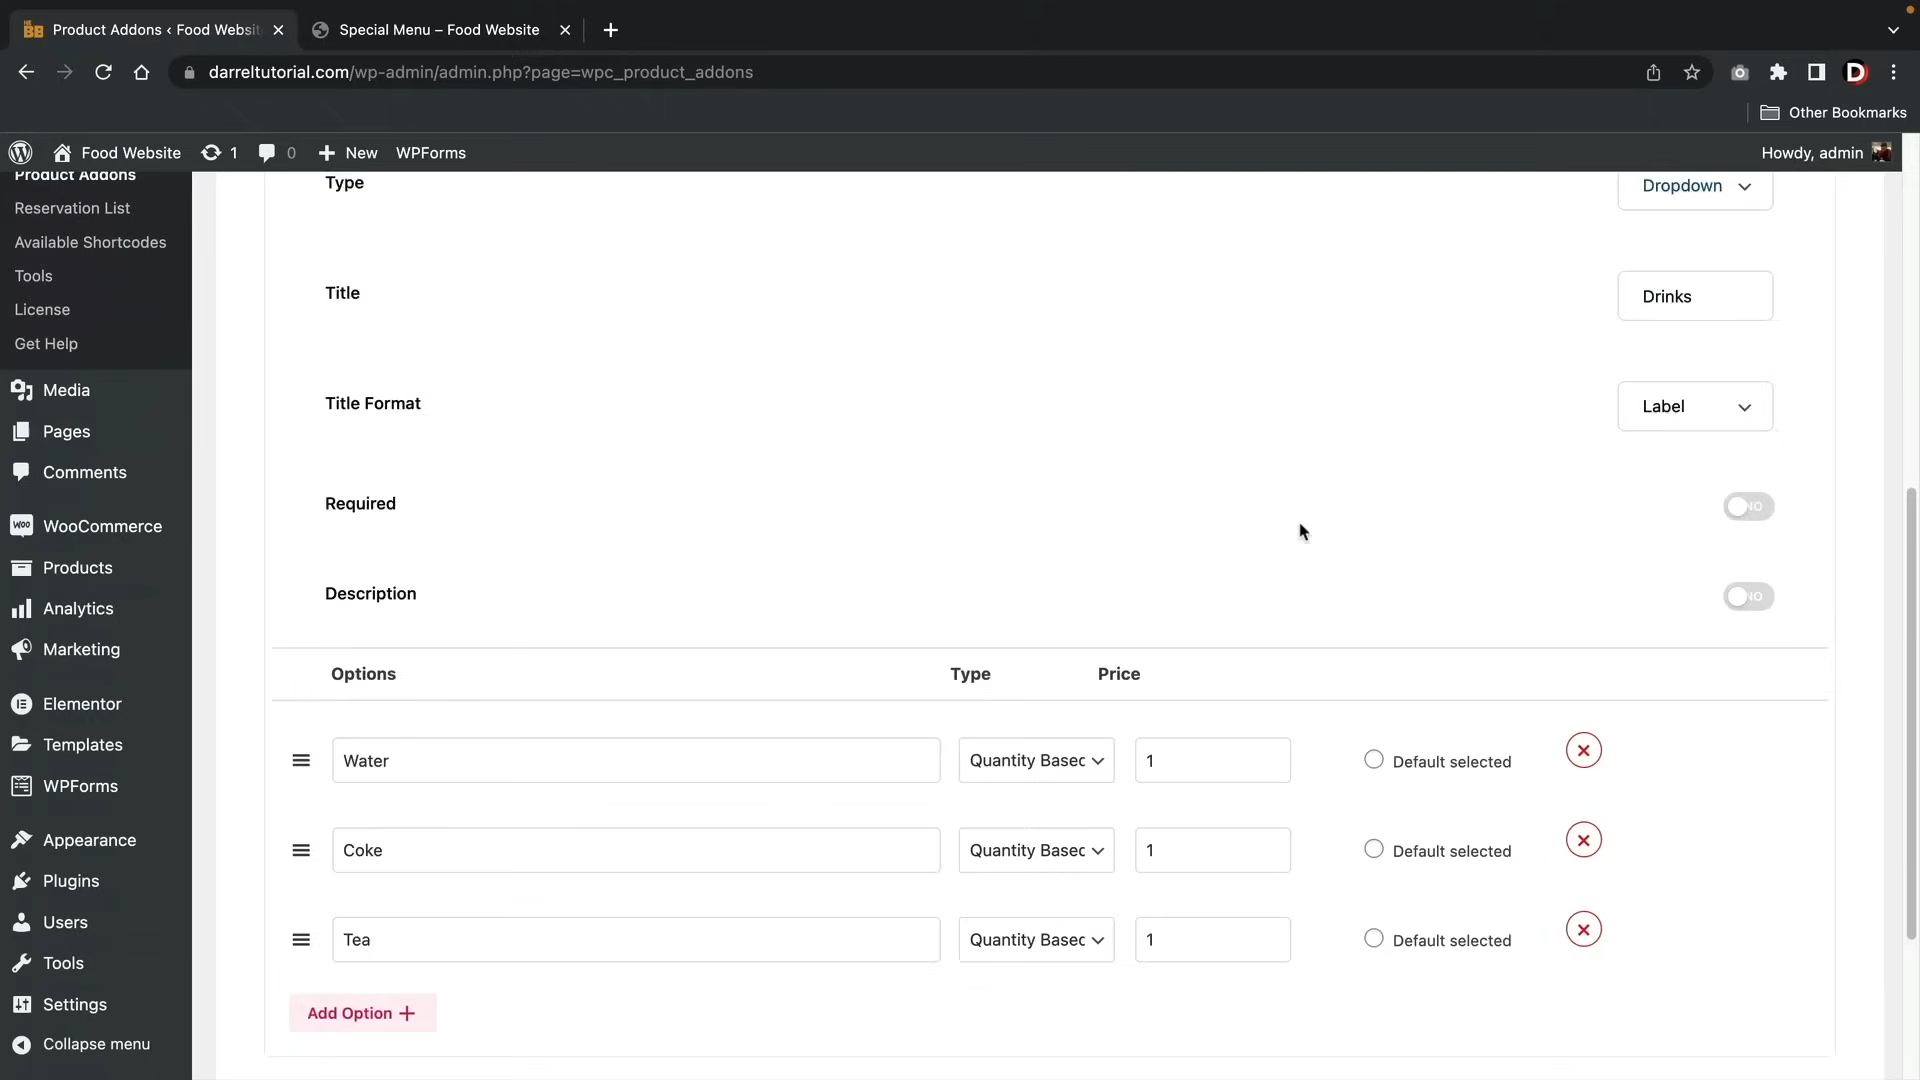 Product Addons ‹ Food Websit
Special Menu – Food Website
darreltutorial.com/wp-admin/admin.php?page=wpc_product_addons
Other Bookmarks
Food Website
1
0
New
WPForms
Howdy, admin
Product Addons
Reservation List
Available Shortcodes
Tools
License
Get Help
Media
Pages
Comments
WooCommerce
Products
Analytics
Marketing
Elementor
Templates
WPForms
Appearance
Plugins
Users
Tools
Settings
Collapse menu
Type
Dropdown
Title
Drinks
Title Format
Label
Required
NO
Description
NO
Options Type Price
Water Quantity Based 1 Default selected
Coke Quantity Based 1 Default selected
Tea Quantity Based 1 Default selected
Add Option +